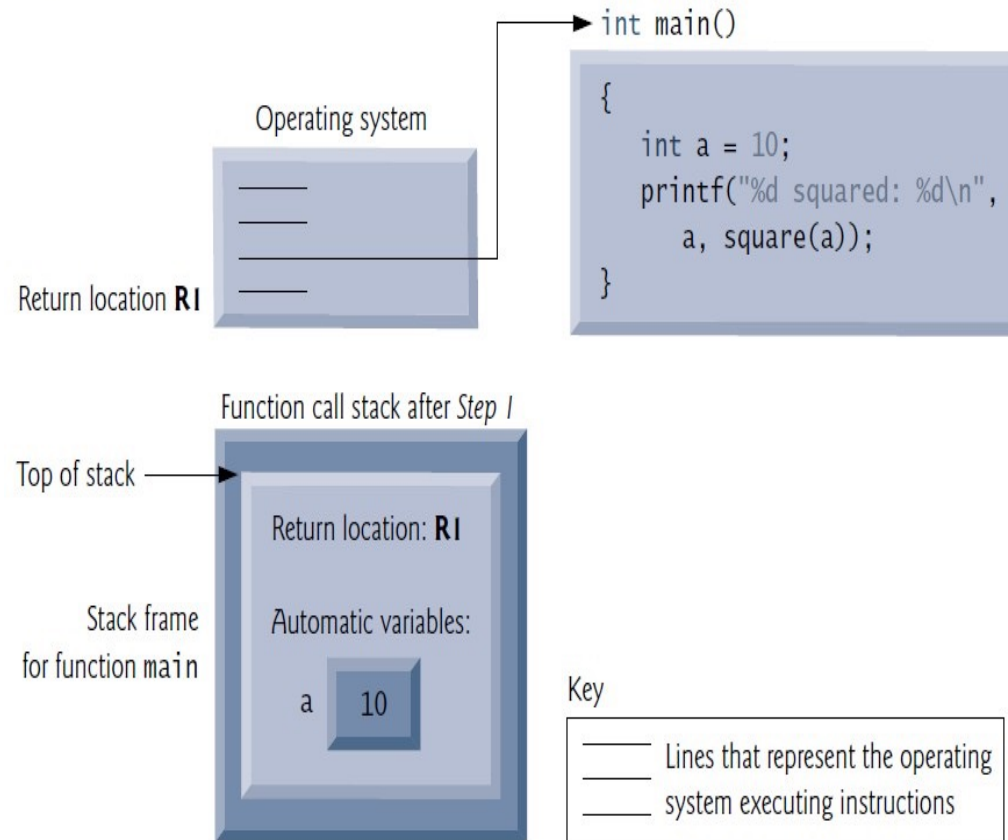 int main()
Operating system
{
int a = 10;
printf("%d squared: %d\n",
a, square(a));
}
Return location R1
Function call stack after Step 1
Top of stack
Return location: R1
Stack frame
for function main
Automatic variables:
a 10
Key
Lines that represent the operating
system executing instructions